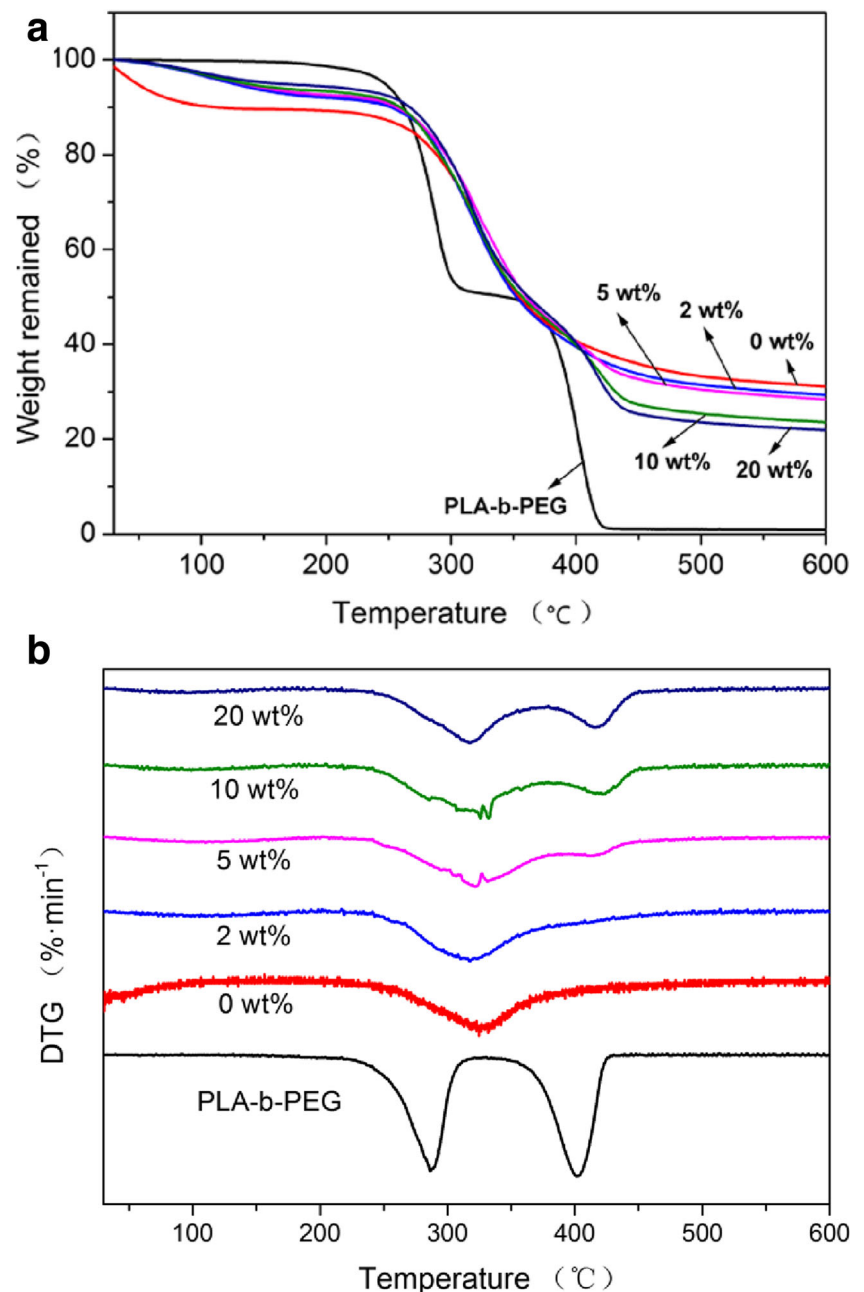 a
100
80
60
40
20
0
Weight remained （%）
5 wt%
2 wt%
0 wt%
10 wt%
20 wt%
PLA-b-PEG
100 200 300 400 500 600
Temperature （℃）
b
20 wt%
10 wt%
5 wt%
2 wt%
0 wt%
PLA-b-PEG
DTG （%·min⁻¹）
100 200 300 400 500 600
Temperature （℃）